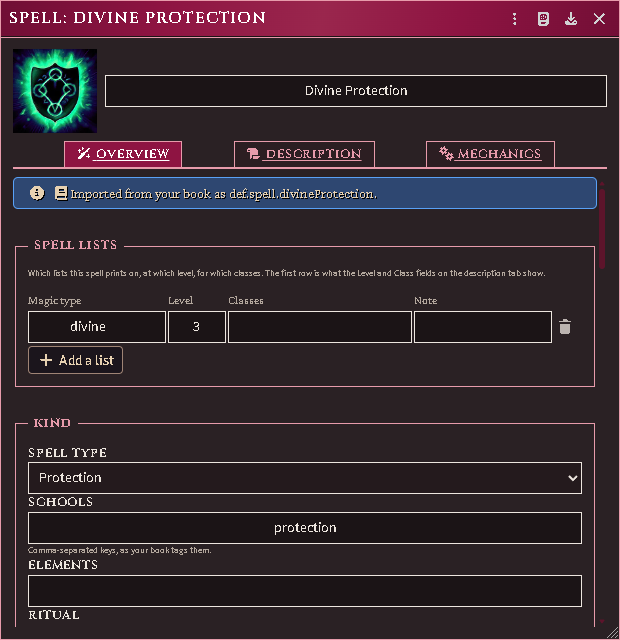 SPELL: DIVINE PROTECTION
Divine Protection
OVERVIEW
DESCRIPTION
MECHANICS
Imported from your book as def.spell.divineProtection.
SPELL LISTS
Which lists this spell prints on, at which level, for which classes. The first row is what the Level and Class fields on the description tab show.
Magic type Level Classes Note
divine 3
Add a list
KIND
SPELL TYPE
Protection
SCHOOLS
protection
Comma-separated keys, as your book tags them.
ELEMENTS
RITUAL